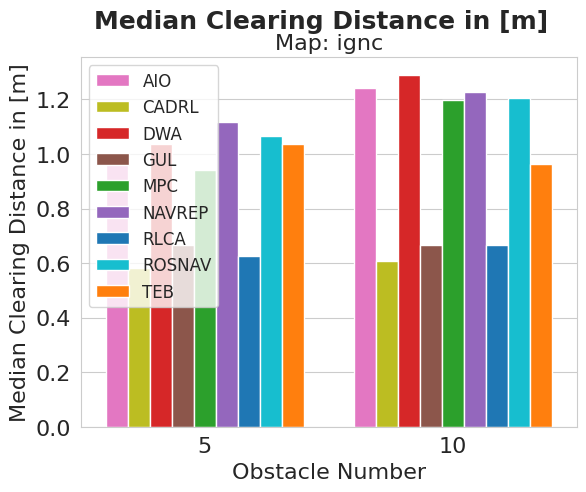 Median Clearing Distance in [m]
Map: ignc
Median Clearing Distance in [m]
1.2
1.0
0.8
0.6
0.4
0.2
0.0
AIO
CADRL
DWA
GUL
MPC
NAVREP
RLCA
ROSNAV
TEB
5
10
Obstacle Number